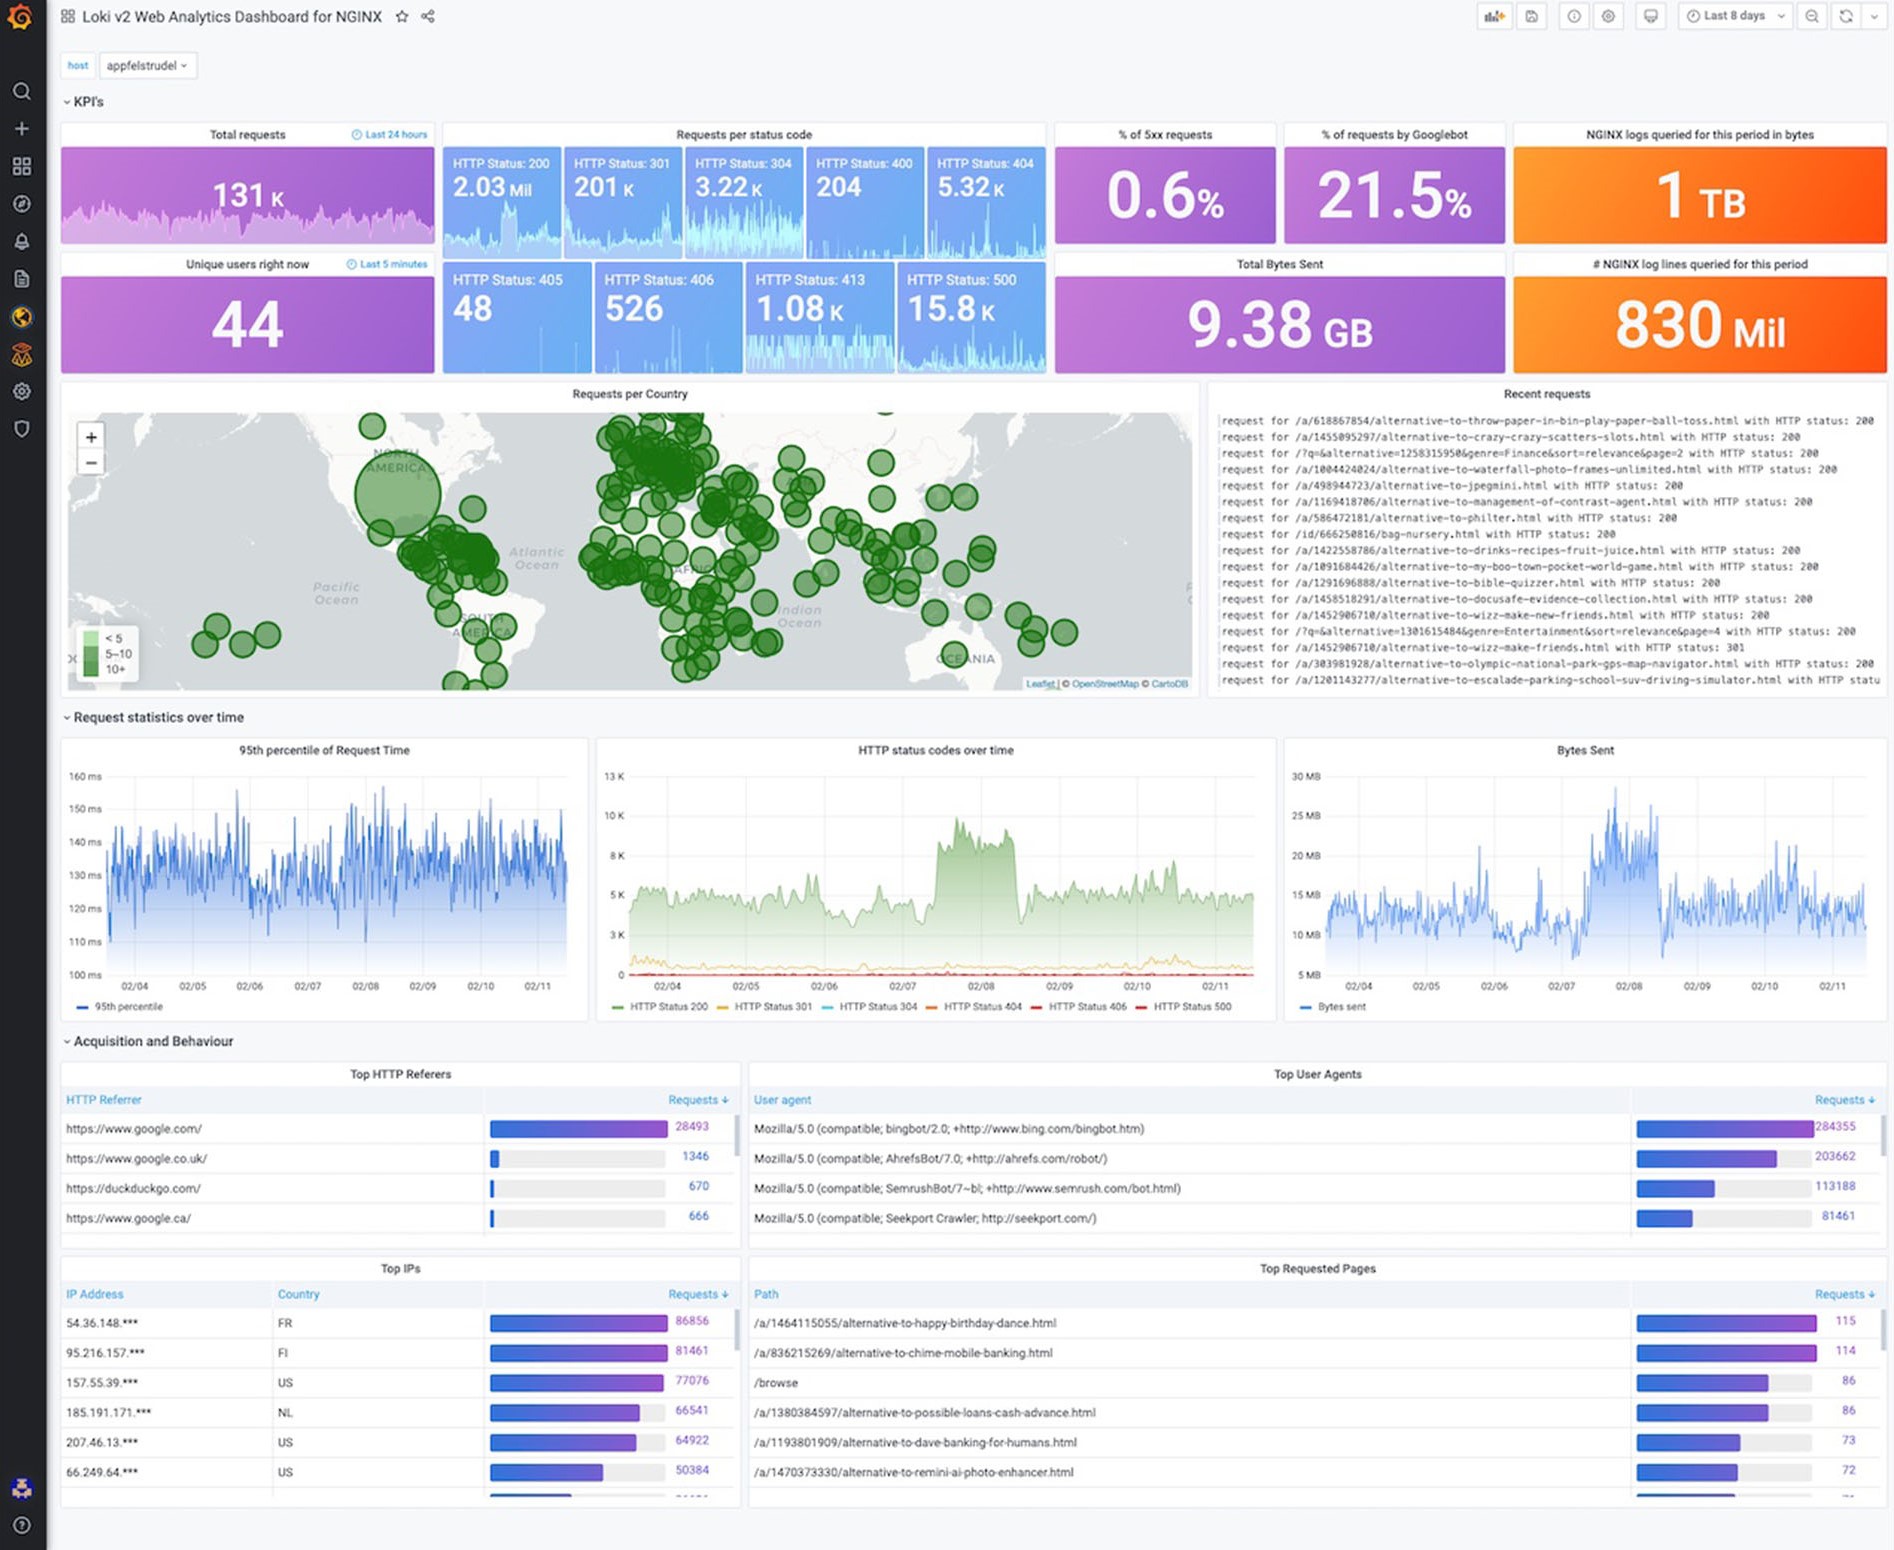 Loki v2 Web Analytics Dashboard for NGINX
Last 8 days
host
appfelstrudel
KPI's
Total requests
Last 24 hours
131 K
Unique users right now
Last 5 minutes
44
Requests per status code
HTTP Status: 200
2.03 Mil
HTTP Status: 301
201 K
HTTP Status: 304
3.22 K
HTTP Status: 400
204
HTTP Status: 404
5.32 K
HTTP Status: 405
48
HTTP Status: 406
526
HTTP Status: 413
1.08 K
HTTP Status: 500
15.8 K
% of 5xx requests
0.6%
% of requests by Googlebot
21.5%
NGINX logs queried for this period in bytes
1 TB
Total Bytes Sent
9.38 GB
# NGINX log lines queried for this period
830 Mil
Requests per Country
+
−
NORTH
AMERICA
Atlantic
Ocean
Pacific
Ocean
AFRICA
Indian
Ocean
SOUTH
AMERICA
OCEANIA
< 5
5–10
10+
Leaflet | © OpenStreetMap © CartoDB
Recent requests
request for /a/618867854/alternative-to-throw-paper-in-bin-play-paper-ball-toss.html with HTTP status: 200
request for /a/1455095297/alternative-to-crazy-crazy-scatters-slots.html with HTTP status: 200
request for /?q=&alternative=1258315950&genre=Finance&sort=relevance&page=2 with HTTP status: 200
request for /a/1004424024/alternative-to-waterfall-photo-frames-unlimited.html with HTTP status: 200
request for /a/498944723/alternative-to-jpegmini.html with HTTP status: 200
request for /a/1169418706/alternative-to-management-of-contrast-agent.html with HTTP status: 200
request for /a/586472181/alternative-to-philter.html with HTTP status: 200
request for /id/666250816/bag-nursery.html with HTTP status: 200
request for /a/1422558786/alternative-to-drinks-recipes-fruit-juice.html with HTTP status: 200
request for /a/1091684426/alternative-to-my-boo-town-pocket-world-game.html with HTTP status: 200
request for /a/1291696888/alternative-to-bible-quizzer.html with HTTP status: 200
request for /a/1458518291/alternative-to-docusafe-evidence-collection.html with HTTP status: 200
request for /a/1452906710/alternative-to-wizz-make-new-friends.html with HTTP status: 200
request for /?q=&alternative=1301615484&genre=Entertainment&sort=relevance&page=4 with HTTP status: 200
request for /a/1452906710/alternative-to-wizz-make-friends.html with HTTP status: 301
request for /a/303981928/alternative-to-olympic-national-park-gps-map-navigator.html with HTTP status: 200
request for /a/1201143277/alternative-to-escalade-parking-school-suv-driving-simulator.html with HTTP statu
Request statistics over time
95th percentile of Request Time
160 ms
150 ms
140 ms
130 ms
120 ms
110 ms
100 ms
02/04 02/05 02/06 02/07 02/08 02/09 02/10 02/11
95th percentile
HTTP status codes over time
13 K
10 K
8 K
5 K
3 K
0
02/04 02/05 02/06 02/07 02/08 02/09 02/10 02/11
HTTP Status 200 HTTP Status 301 HTTP Status 304 HTTP Status 404 HTTP Status 406 HTTP Status 500
Bytes Sent
30 MB
25 MB
20 MB
15 MB
10 MB
5 MB
02/04 02/05 02/06 02/07 02/08 02/09 02/10 02/11
Bytes sent
Acquisition and Behaviour
Top HTTP Referers
HTTP Referrer Requests
https://www.google.com/ 28493
https://www.google.co.uk/ 1346
https://duckduckgo.com/ 670
https://www.google.ca/ 666
Top User Agents
User agent Requests
Mozilla/5.0 (compatible; bingbot/2.0; +http://www.bing.com/bingbot.htm) 284355
Mozilla/5.0 (compatible; AhrefsBot/7.0; +http://ahrefs.com/robot/) 203662
Mozilla/5.0 (compatible; SemrushBot/7~bl; +http://www.semrush.com/bot.html) 113188
Mozilla/5.0 (compatible; Seekport Crawler; http://seekport.com/) 81461
Top IPs
IP Address Country Requests
54.36.148.*** FR 86856
95.216.157.*** FI 81461
157.55.39.*** US 77076
185.191.171.*** NL 66541
207.46.13.*** US 64922
66.249.64.*** US 50384
Top Requested Pages
Path Requests
/a/1464115055/alternative-to-happy-birthday-dance.html 115
/a/836215269/alternative-to-chime-mobile-banking.html 114
/browse 86
/a/1380384597/alternative-to-possible-loans-cash-advance.html 86
/a/1193801909/alternative-to-dave-banking-for-humans.html 73
/a/1470373330/alternative-to-remini-ai-photo-enhancer.html 72